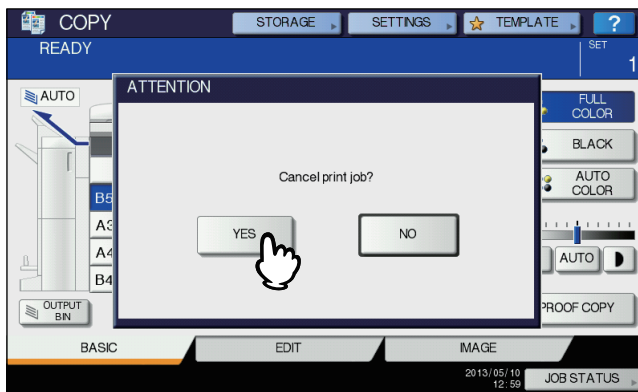 COPY
STORAGE
SETTINGS
TEMPLATE
?
READY
SET
1
AUTO
ATTENTION
FULL
COLOR
BLACK
Cancel print job?
AUTO
COLOR
B5
A3
YES
NO
A4
AUTO
B4
OUTPUT
BIN
PROOF COPY
BASIC
EDIT
IMAGE
2013/05/10
12:59
JOB STATUS